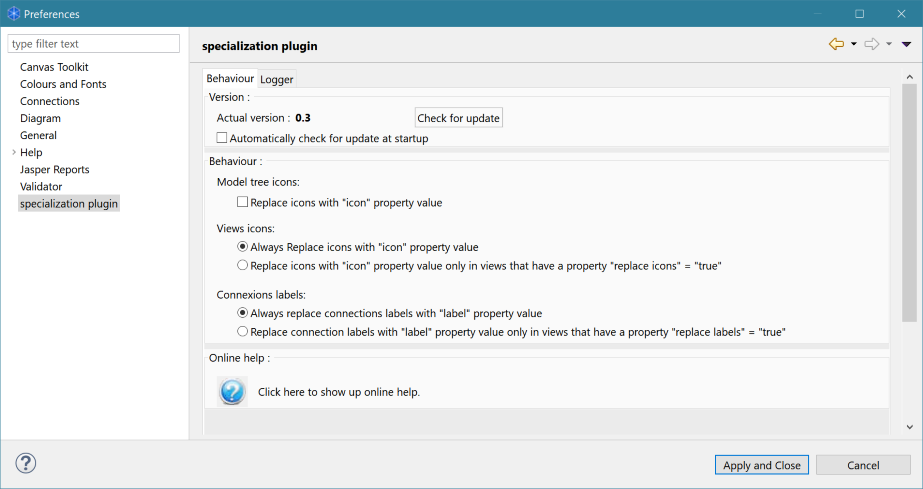 Preferences
type filter text
Canvas Toolkit
Colours and Fonts
Connections
Diagram
General
Help
Jasper Reports
Validator
specialization plugin
specialization plugin
Behaviour
Logger
Version :
Actual version : 0.3
Check for update
Automatically check for update at startup
Behaviour :
Model tree icons:
Replace icons with "icon" property value
Views icons:
Always Replace icons with "icon" property value
Replace icons with "icon" property value only in views that have a property "replace icons" = "true"
Connexions labels:
Always replace connections labels with "label" property value
Replace connection labels with "label" property value only in views that have a property "replace labels" = "true"
Online help :
Click here to show up online help.
Apply and Close
Cancel